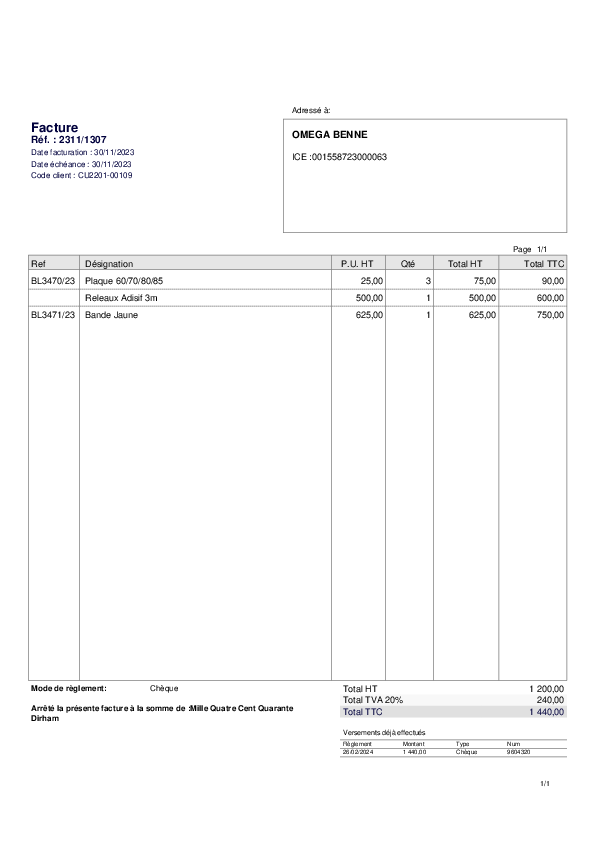 Adressé à:
Facture
Réf. : 2311/1307
Date facturation : 30/11/2023
Date échéance : 30/11/2023
Code client : CU2201-00109
OMEGA BENNE
ICE :001558723000063
Page 1/1
Ref Désignation P.U. HT Qté Total HT Total TTC
BL3470/23 Plaque 60/70/80/85 25,00 3 75,00 90,00
Releaux Adisif 3m 500,00 1 500,00 600,00
BL3471/23 Bande Jaune 625,00 1 625,00 750,00
Mode de règlement: Chèque
Arrêté la présente facture à la somme de :Mille Quatre Cent Quarante
Dirham
Total HT 1 200,00
Total TVA 20% 240,00
Total TTC 1 440,00
Versements déjà effectués
Règlement Montant Type Num
26/02/2024 1 440,00 Chèque 9604320
1/1